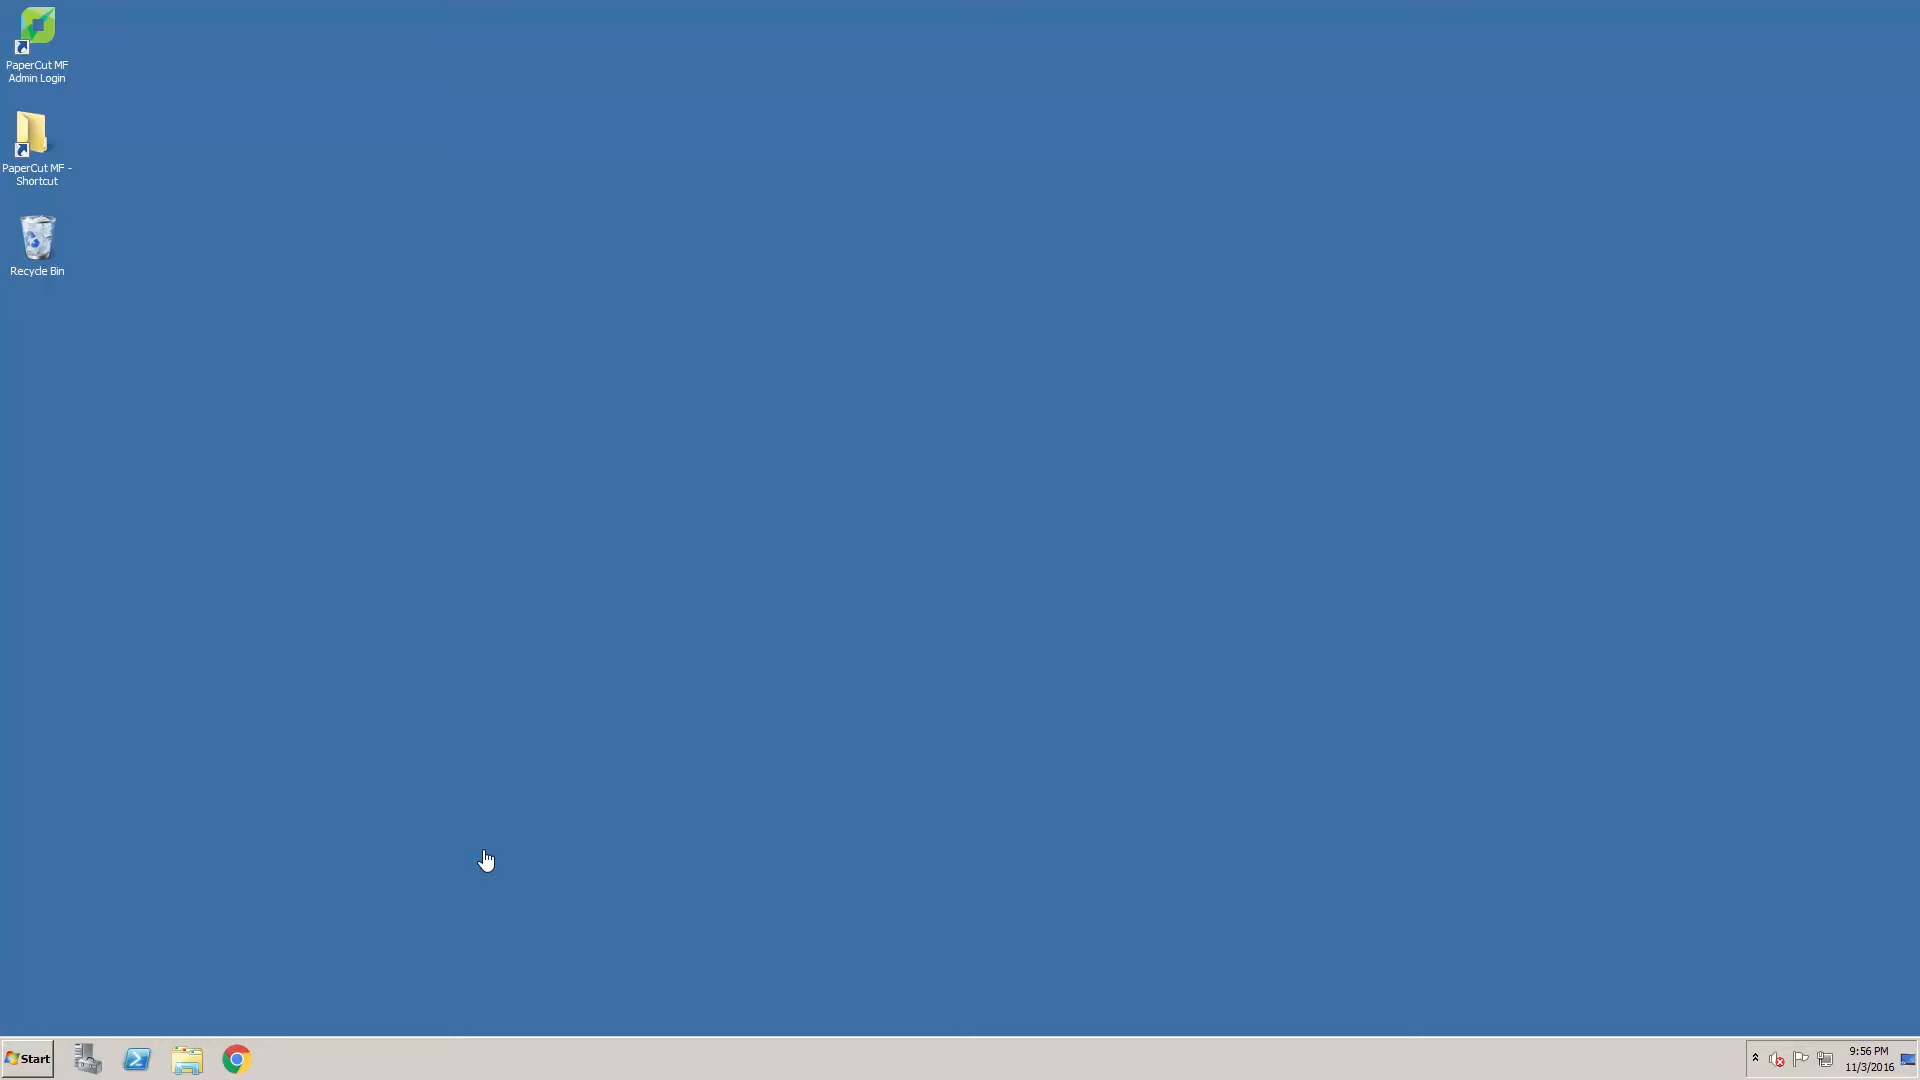 PaperCut MF
Admin Login
PaperCut MF -
Shortcut
Recycle Bin
Start
9:56 PM
11/3/2016